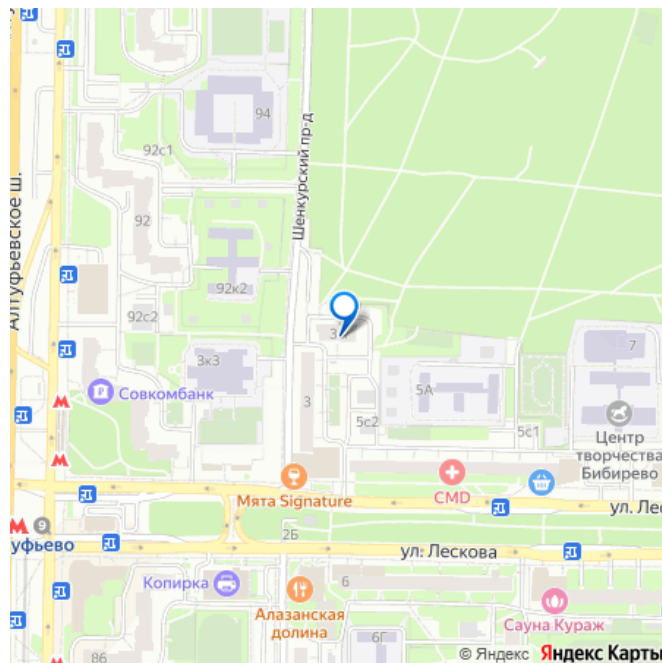 94
Шенкурский пр-д
92с1
92
Алтуфьевское ш.
92к2
92с2
3
7
3к3
5А
Совкомбанк
3
5с2
5с1
Центр
творчества
Бибирево
Мята Signature
CMD
ул. Лес
9
2Б
уфьево
ул. Лескова
Копирка
6
Алазанская
долина
Сауна Кураж
86
6Г
© Яндекс Яндекс Карты